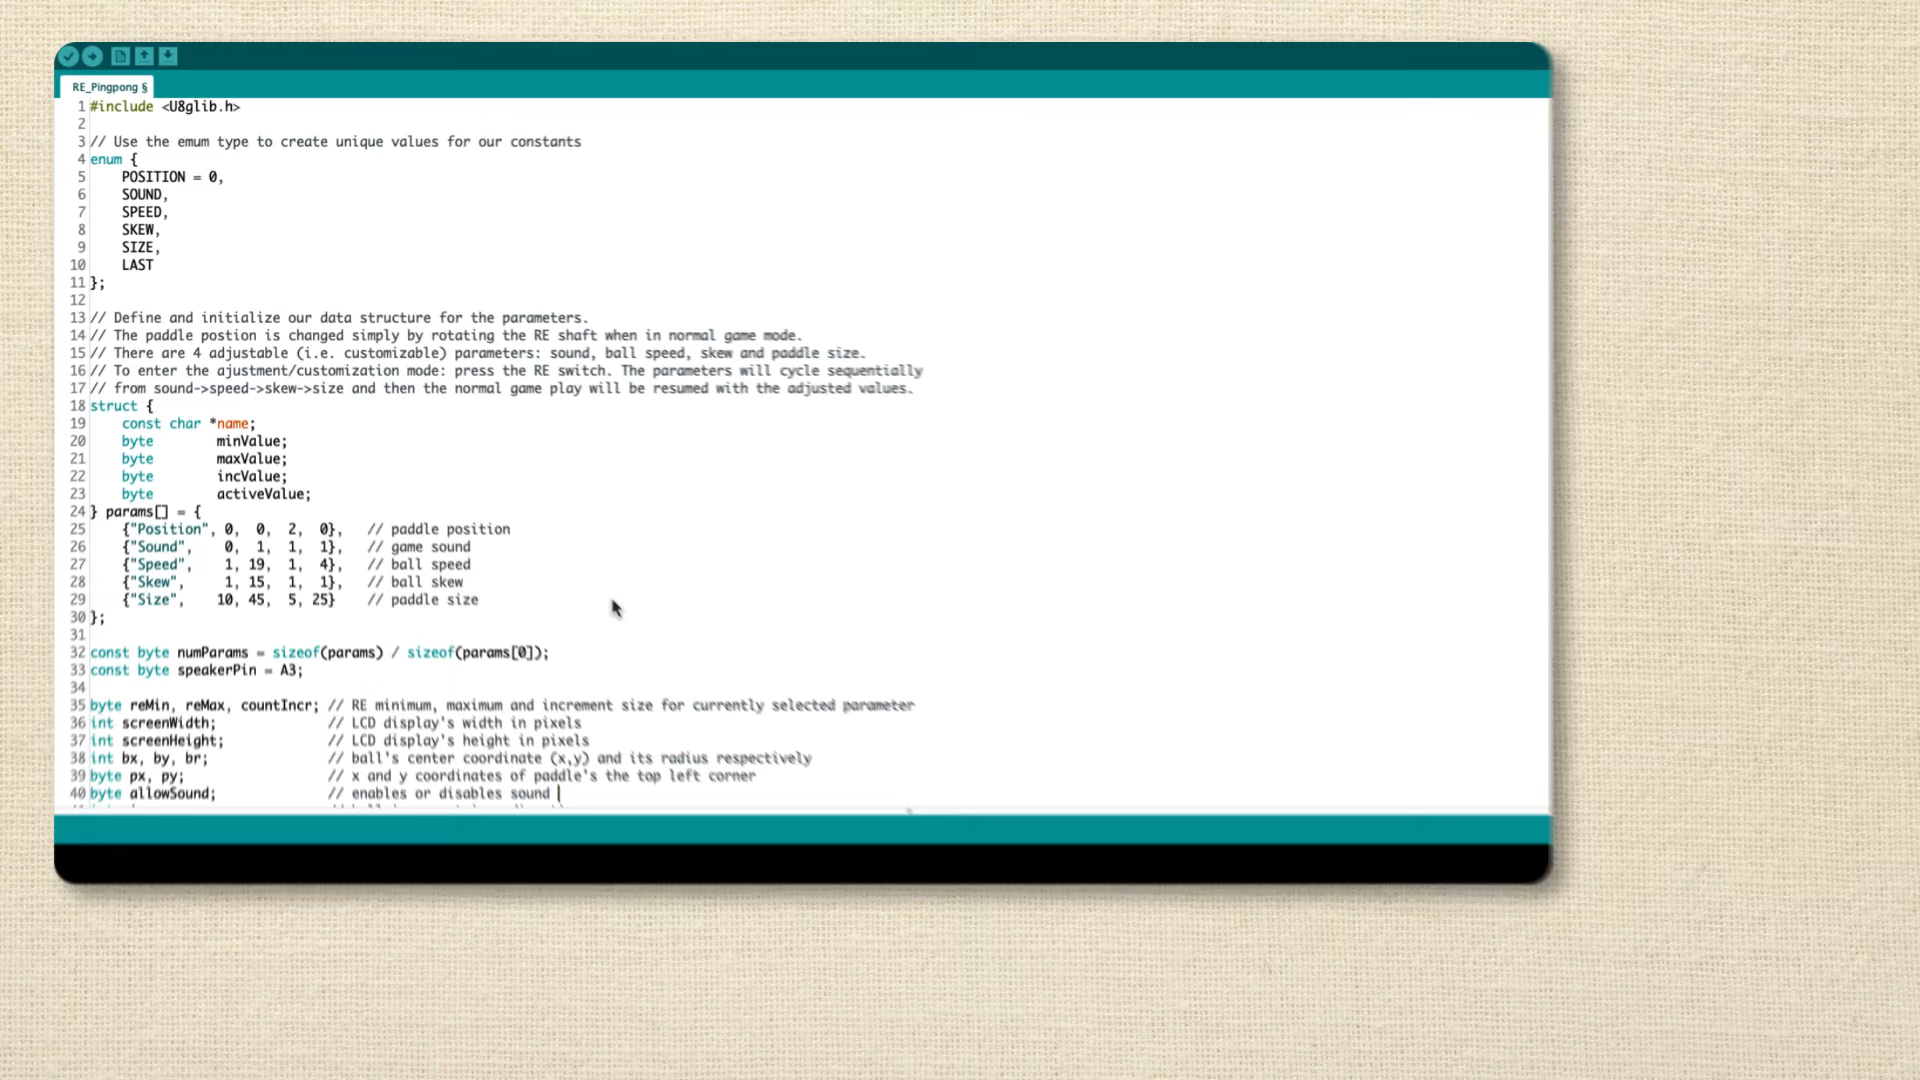 RE_Pingpong §
1 #include <U8glib.h>
2
3 // Use the emum type to create unique values for our constants
4 enum {
5     POSITION = 0,
6     SOUND,
7     SPEED,
8     SKEW,
9     SIZE,
10     LAST
11 };
12
13 // Define and initialize our data structure for the parameters.
14 // The paddle postion is changed simply by rotating the RE shaft when in normal game mode.
15 // There are 4 adjustable (i.e. customizable) parameters: sound, ball speed, skew and paddle size.
16 // To enter the ajustment/customization mode: press the RE switch. The parameters will cycle sequentially
17 // from sound->speed->skew->size and then the normal game play will be resumed with the adjusted values.
18 struct {
19     const char *name;
20     byte        minValue;
21     byte        maxValue;
22     byte        incValue;
23     byte        activeValue;
24 } params[] = {
25     {"Position", 0,  0,  2,  0},   // paddle position
26     {"Sound",    0,  1,  1,  1},   // game sound
27     {"Speed",    1, 19,  1,  4},   // ball speed
28     {"Skew",     1, 15,  1,  1},   // ball skew
29     {"Size",    10, 45,  5, 25}    // paddle size
30 };
31
32 const byte numParams = sizeof(params) / sizeof(params[0]);
33 const byte speakerPin = A3;
34
35 byte reMin, reMax, countIncr; // RE minimum, maximum and increment size for currently selected parameter
36 int screenWidth;              // LCD display's width in pixels
37 int screenHeight;             // LCD display's height in pixels
38 int bx, by, br;               // ball's center coordinate (x,y) and its radius respectively
39 byte px, py;                  // x and y coordinates of paddle's the top left corner
40 byte allowSound;              // enables or disables sound